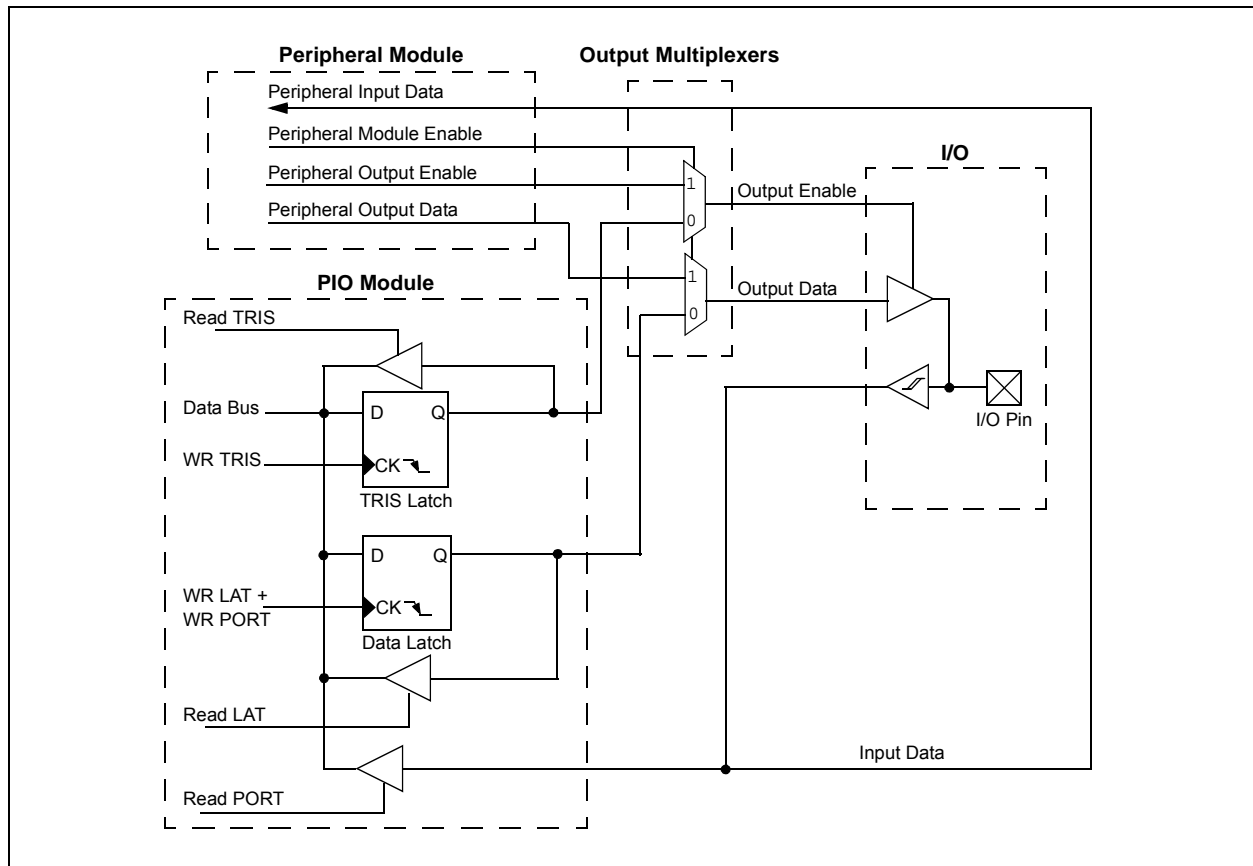 Peripheral Module
Output Multiplexers
Peripheral Input Data
Peripheral Module Enable
Peripheral Output Enable
Peripheral Output Data
1
0
1
0
Output Enable
Output Data
I/O
I/O Pin
PIO Module
Read TRIS
Data Bus
D Q
WR TRIS
CK
TRIS Latch
D Q
WR LAT +
WR PORT
CK
Data Latch
Read LAT
Read PORT
Input Data